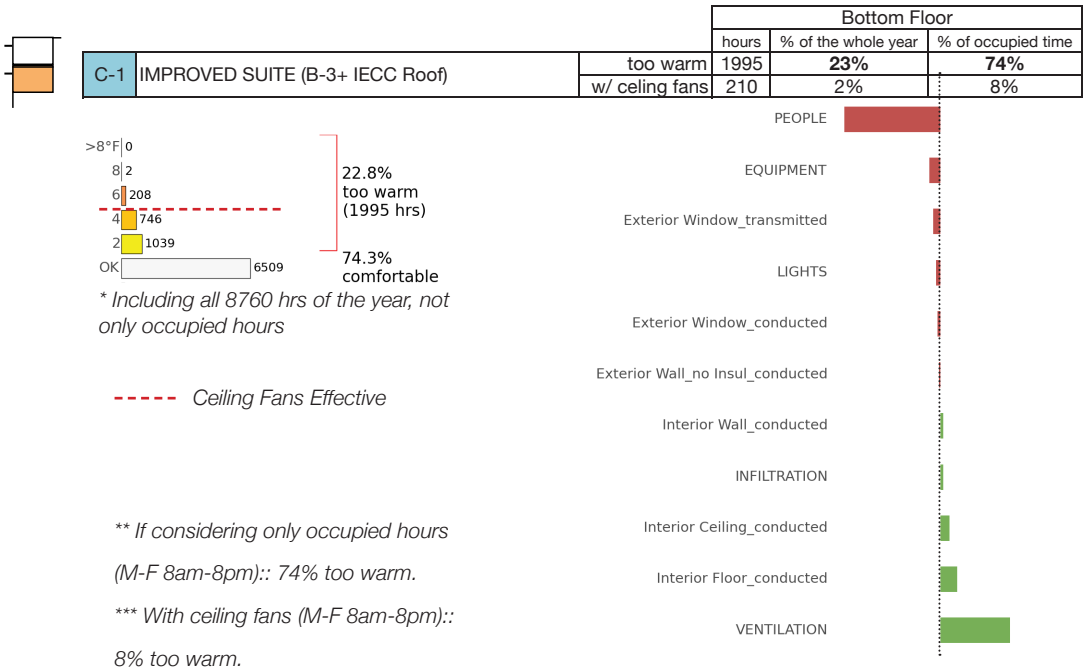 Bottom Floor
hours % of the whole year % of occupied time
C-1 IMPROVED SUITE (B-3+ IECC Roof) too warm 1995 23% 74%
w/ celing fans 210 2% 8%
>8°F 0
8 2
6 208
4 746
2 1039
OK 6509
22.8%
too warm
(1995 hrs)
74.3%
comfortable
* Including all 8760 hrs of the year, not
only occupied hours
Ceiling Fans Effective
** If considering only occupied hours
(M-F 8am-8pm):: 74% too warm.
*** With ceiling fans (M-F 8am-8pm)::
8% too warm.
PEOPLE
EQUIPMENT
Exterior Window_transmitted
LIGHTS
Exterior Window_conducted
Exterior Wall_no Insul_conducted
Interior Wall_conducted
INFILTRATION
Interior Ceiling_conducted
Interior Floor_conducted
VENTILATION